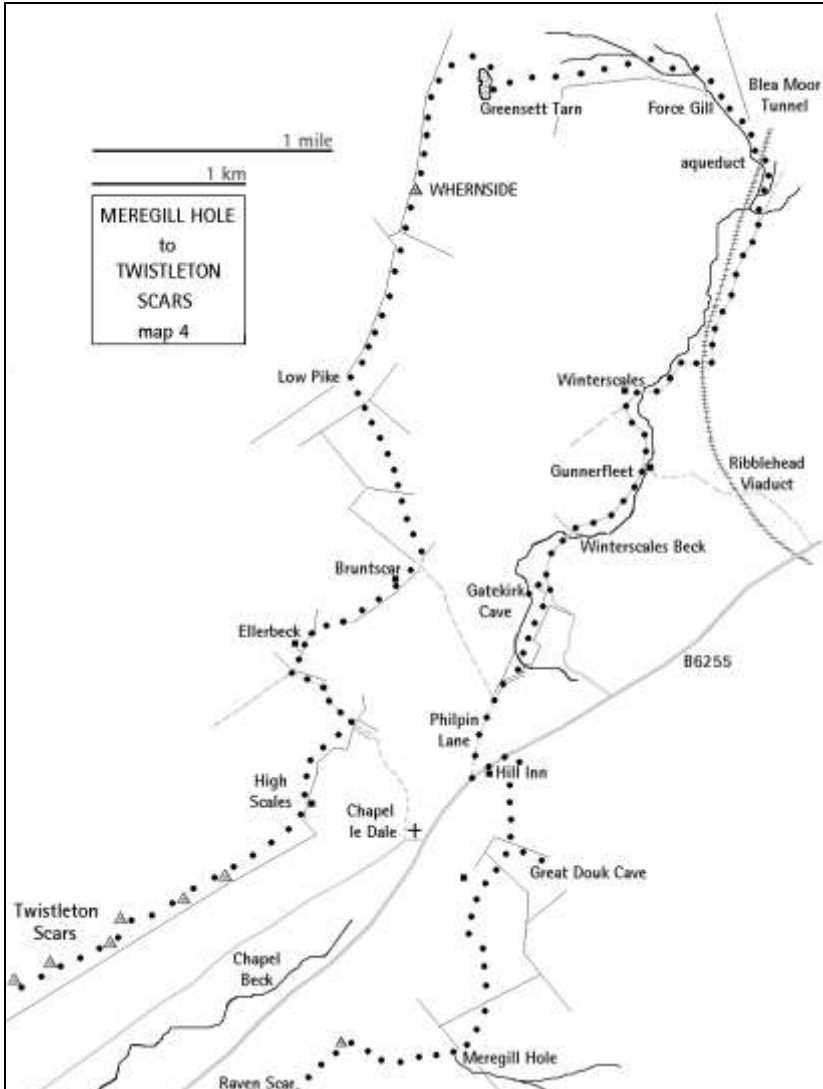 Blea Moor
Tunnel
Greensett Tarn
Force Gill
1 mile
aqueduct
1 km
WHERNSIDE
MEREGILL HOLE
to
TWISTLETON
SCARS
map 4
Low Pike
Winterscales
Gunnerfleet
Ribblehead
Viaduct
Winterscales Beck
Bruntscar
Gatekirk
Cave
Ellerbeck
B6255
Philpin
Lane
Hill Inn
High
Scales
Chapel
le Dale
Great Douk Cave
Twistleton
Scars
Chapel
Beck
Meregill Hole
Raven Scar